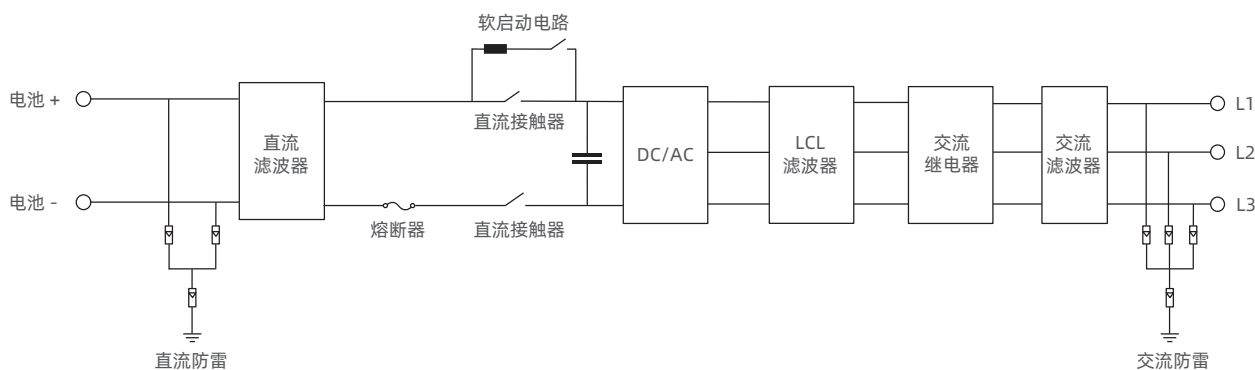 软启动电路
电池 +
直流接触器
直流
滤波器
DC/AC
LCL
滤波器
交流
继电器
交流
滤波器
L1
L2
电池 -
L3
熔断器
直流接触器
直流防雷
交流防雷